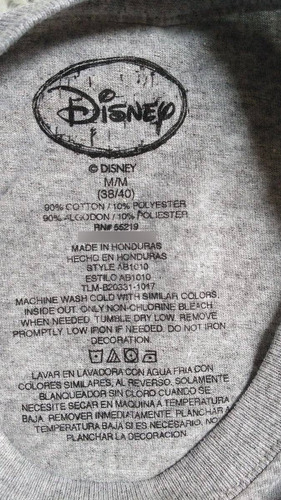 Disney
© DISNEY
M/M
(38/40)
90% COTTON / 10% POLYESTER
90% ALGODON / 10% POLYESTER
RN# 55219
MADE IN HONDURAS
HECHO EN HONDURAS
STYLE AB1010
ESTILO AB1010
TLM-B20331-1017
MACHINE WASH COLD WITH SIMILAR COLORS,
INSIDE OUT. ONLY NON-CHLORINE BLEACH
WHEN NEEDED. TUMBLE DRY LOW. REMOVE
PROMPTLY. LOW IRON IF NEEDED. DO NOT IRON
DECORATION.
LAVAR EN LAVADORA CON AGUA FRIA CON
COLORES SIMILARES, AL REVERSO. SOLAMENTE
BLANQUEADOR SIN CLORO CUANDO SE
NECESITE SECAR EN MAQUINA A TEMPERATURA
BAJA. REMOVER INMEDIATAMENTE. PLANCHAR A
TEMPERATURA BAJA SI ES NECESARIO. NO
PLANCHAR LA DECORACION.